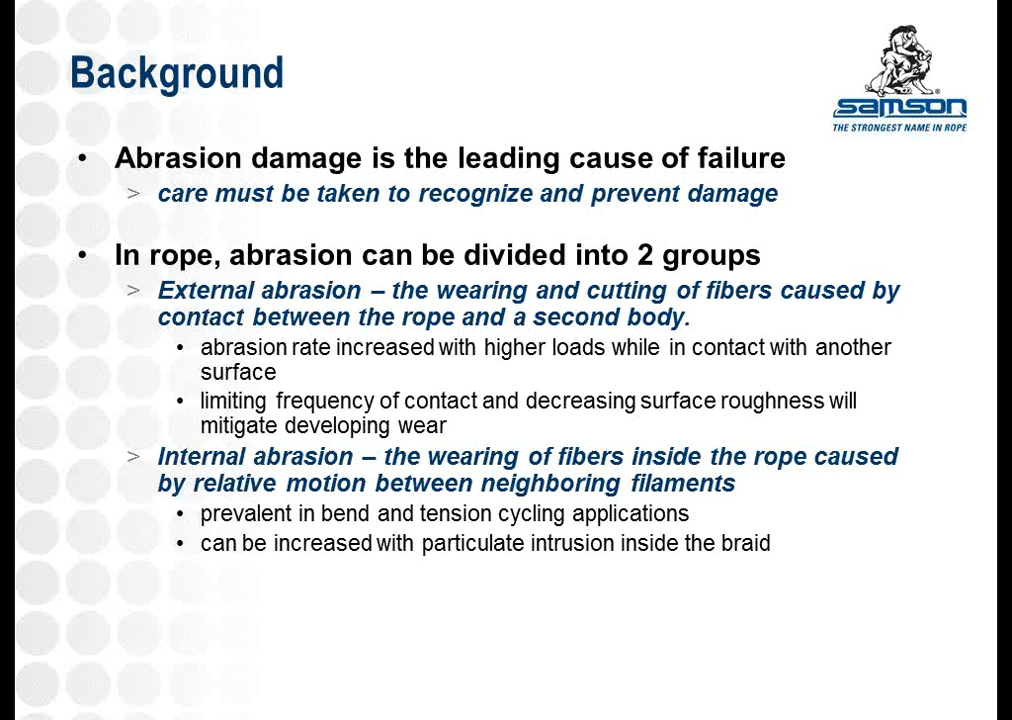 Background
samson
THE STRONGEST NAME IN ROPE
• Abrasion damage is the leading cause of failure
> care must be taken to recognize and prevent damage
• In rope, abrasion can be divided into 2 groups
> External abrasion – the wearing and cutting of fibers caused by
contact between the rope and a second body.
• abrasion rate increased with higher loads while in contact with another
surface
• limiting frequency of contact and decreasing surface roughness will
mitigate developing wear
> Internal abrasion – the wearing of fibers inside the rope caused
by relative motion between neighboring filaments
• prevalent in bend and tension cycling applications
• can be increased with particulate intrusion inside the braid